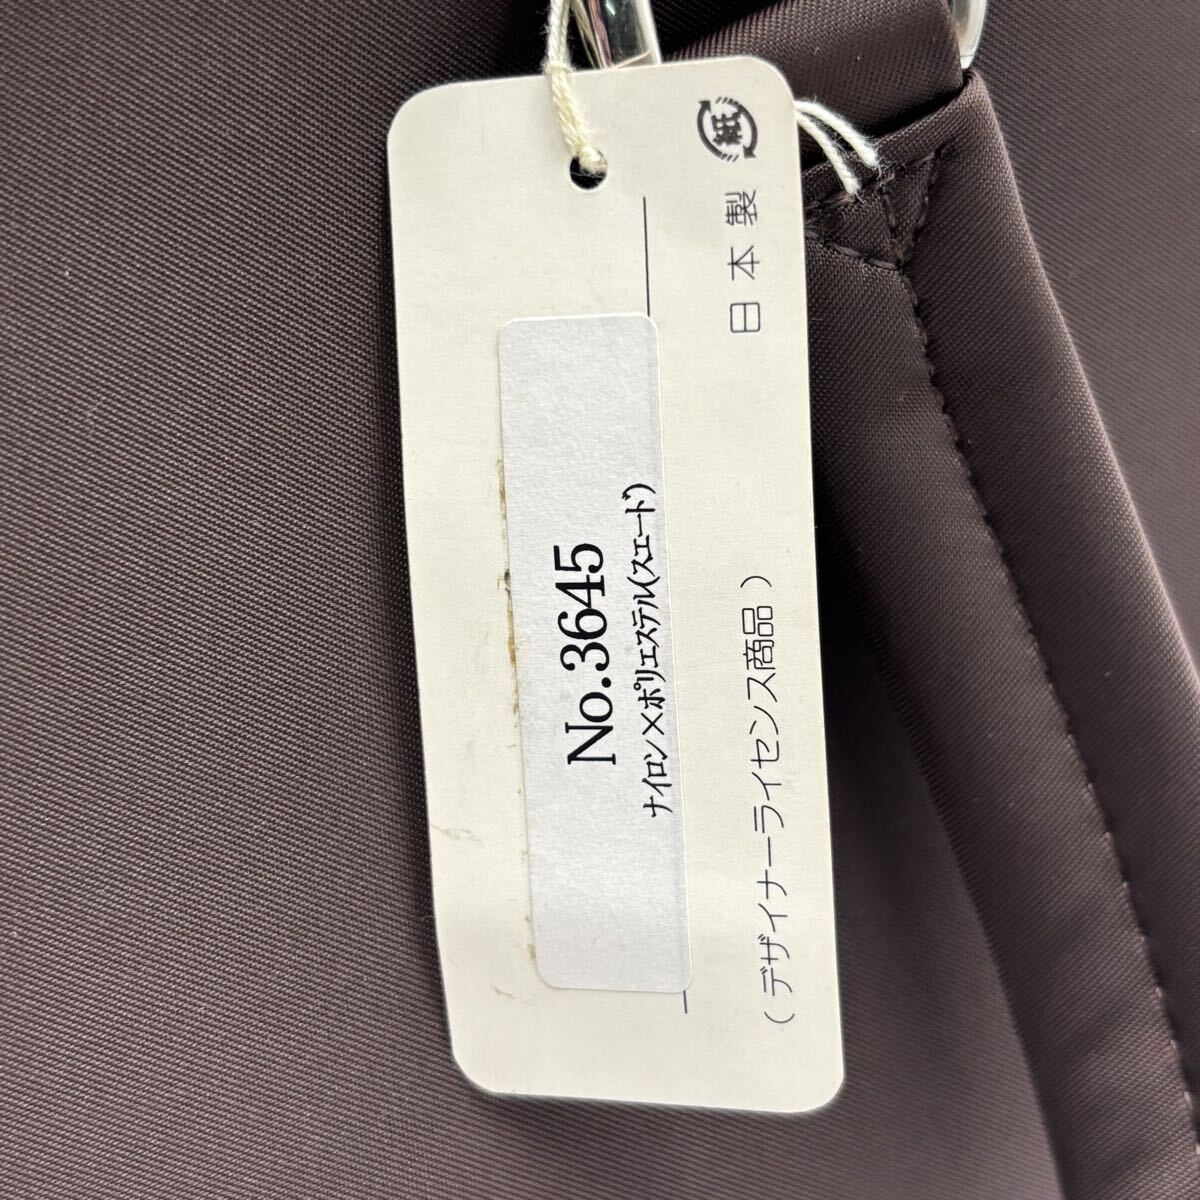 No.3645
ナイロン×ポリエステル(スエード)
(デザイナーライセンス商品)
日本製
紙